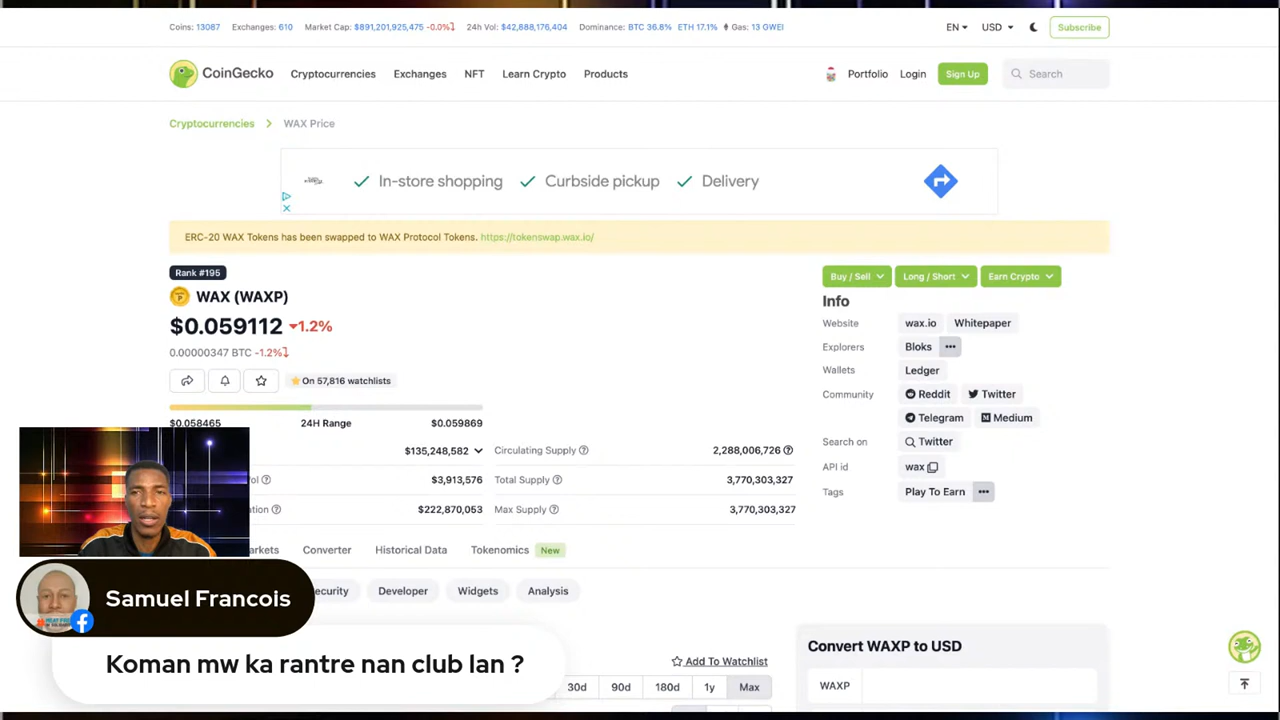 Coins: 13087 Exchanges: 610 Market Cap: $891,201,925,475 -0.0% 24h Vol: $42,888,176,404 Dominance: BTC 36.8% ETH 17.1% Gas: 13 GWEI EN USD Subscribe
CoinGecko Cryptocurrencies Exchanges NFT Learn Crypto Products Portfolio Login Sign Up Search
Cryptocurrencies > WAX Price
In-store shopping Curbside pickup Delivery
ERC-20 WAX Tokens has been swapped to WAX Protocol Tokens. https://tokenswap.wax.io/
Rank #195
WAX (WAXP)
$0.059112 1.2%
0.00000347 BTC -1.2%
On 57,816 watchlists
$0.058465 24H Range $0.059869
$135,248,582 Circulating Supply 2,288,006,726
$3,913,576 Total Supply 3,770,303,327
$222,870,053 Max Supply 3,770,303,327
Buy / Sell Long / Short Earn Crypto
Info
Website wax.io Whitepaper
Explorers Bloks
Wallets Ledger
Community Reddit Twitter
Telegram Medium
Search on Twitter
API id wax
Tags Play To Earn
Converter Historical Data Tokenomics New
Developer Widgets Analysis
Add To Watchlist
30d 90d 180d 1y Max
Convert WAXP to USD
WAXP
Samuel Francois
Koman mw ka rantre nan club lan ?